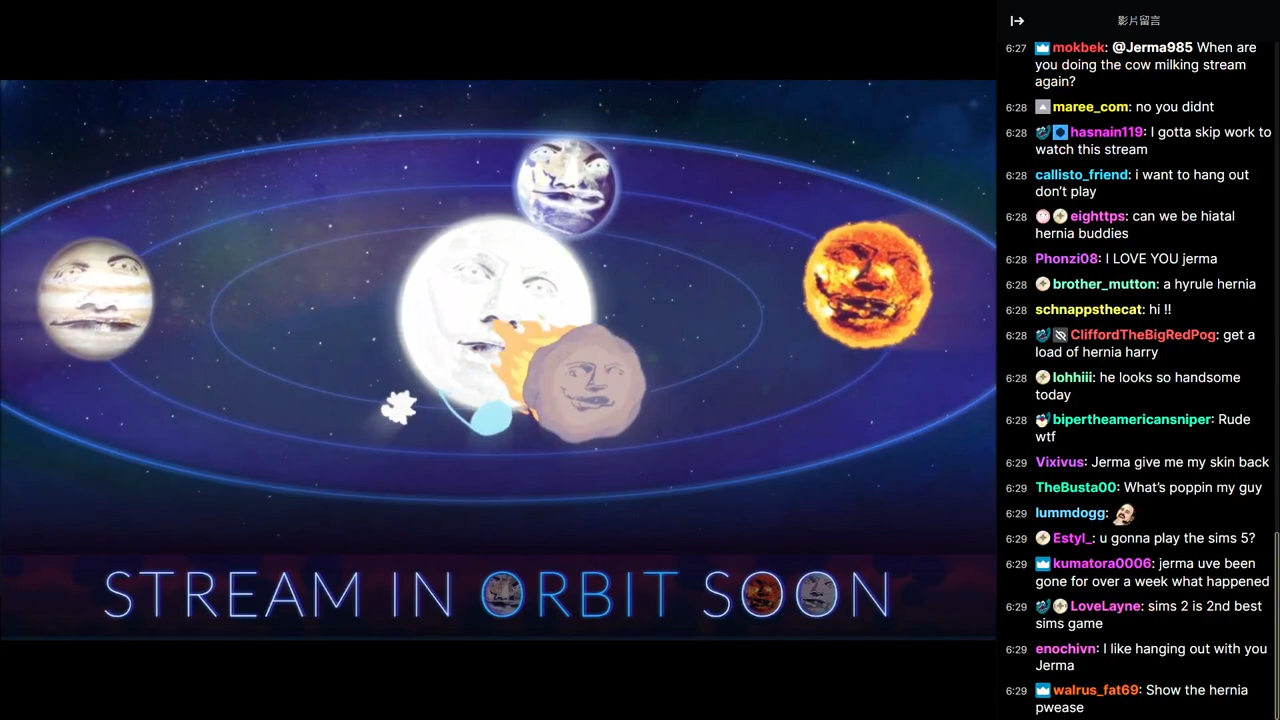 影片留言
6:27 mokbek: @Jerma985 When are
you doing the cow milking stream
again?
6:28 maree_com: no you didnt
6:28 hasnain119: I gotta skip work to
watch this stream
6:28 callisto_friend: i want to hang out
don't play
6:28 eighttps: can we be hiatal
hernia buddies
6:28 Phonzi08: I LOVE YOU jerma
6:28 brother_mutton: a hyrule hernia
6:28 schnappsthecat: hi !!
6:28 CliffordTheBigRedPog: get a
load of hernia harry
6:28 lohhiii: he looks so handsome
today
6:28 bipertheamericansniper: Rude
wtf
6:29 Vixivus: Jerma give me my skin back
6:29 TheBusta00: What's poppin my guy
6:29 lummdogg:
6:29 Estyl_: u gonna play the sims 5?
6:29 kumatora0006: jerma uve been
gone for over a week what happened
6:29 LoveLayne: sims 2 is 2nd best
sims game
6:29 enochivn: I like hanging out with you
Jerma
6:29 walrus_fat69: Show the hernia
pwease
STREAM IN ORBIT SOON